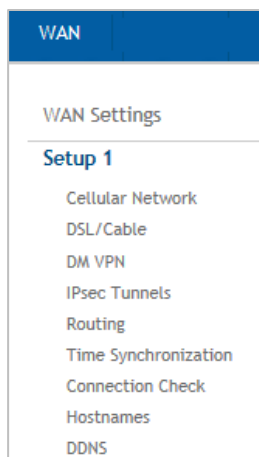 WAN
WAN Settings
Setup 1
Cellular Network
DSL/Cable
DM VPN
IPsec Tunnels
Routing
Time Synchronization
Connection Check
Hostnames
DDNS